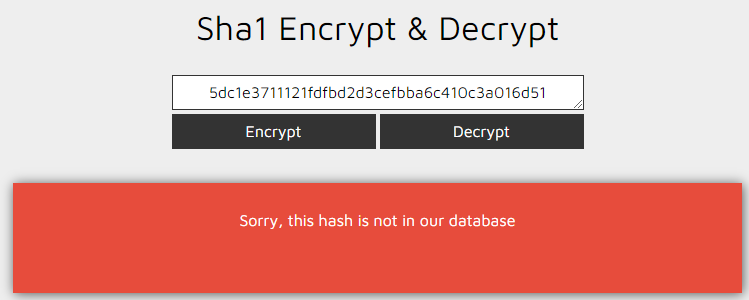 Sha1 Encrypt & Decrypt
5dc1e3711121fdfbd2d3cefbba6c410c3a016d51
Encrypt
Decrypt
Sorry, this hash is not in our database